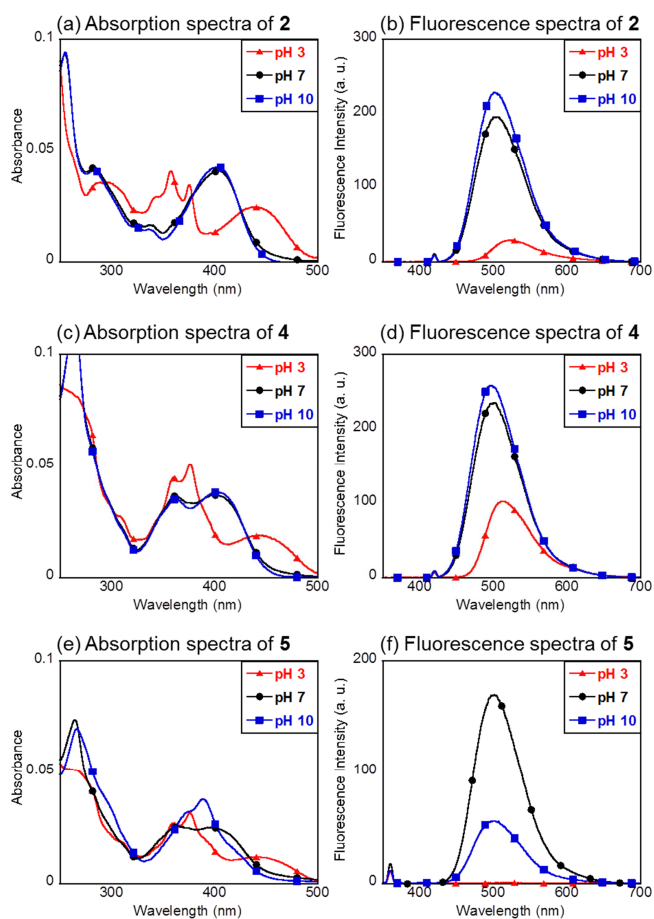 (a) Absorption spectra of 2
(b) Fluorescence spectra of 2
0.1
0.05
0
Absorbance
pH 3
pH 7
pH 10
300
400
500
Wavelength (nm)
300
200
100
0
Fluorescence Intensity (a. u.)
pH 3
pH 7
pH 10
400
500
600
700
Wavelength (nm)
(c) Absorption spectra of 4
(d) Fluorescence spectra of 4
0.1
0.05
0
Absorbance
pH 3
pH 7
pH 10
300
400
500
Wavelength (nm)
300
200
100
0
Fluorescence Intensity (a. u.)
pH 3
pH 7
pH 10
400
500
600
700
Wavelength (nm)
(e) Absorption spectra of 5
(f) Fluorescence spectra of 5
0.1
0.05
0
Absorbance
pH 3
pH 7
pH 10
300
400
500
Wavelength (nm)
200
100
0
Fluorescence Intensity (a. u.)
pH 3
pH 7
pH 10
400
500
600
700
Wavelength (nm)